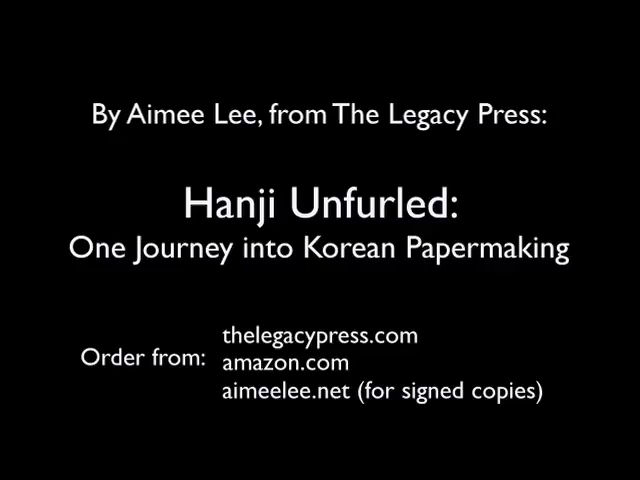 By Aimee Lee, from The Legacy Press:
Hanji Unfurled:
One Journey into Korean Papermaking
Order from:
thelegacypress.com
amazon.com
aimeelee.net (for signed copies)